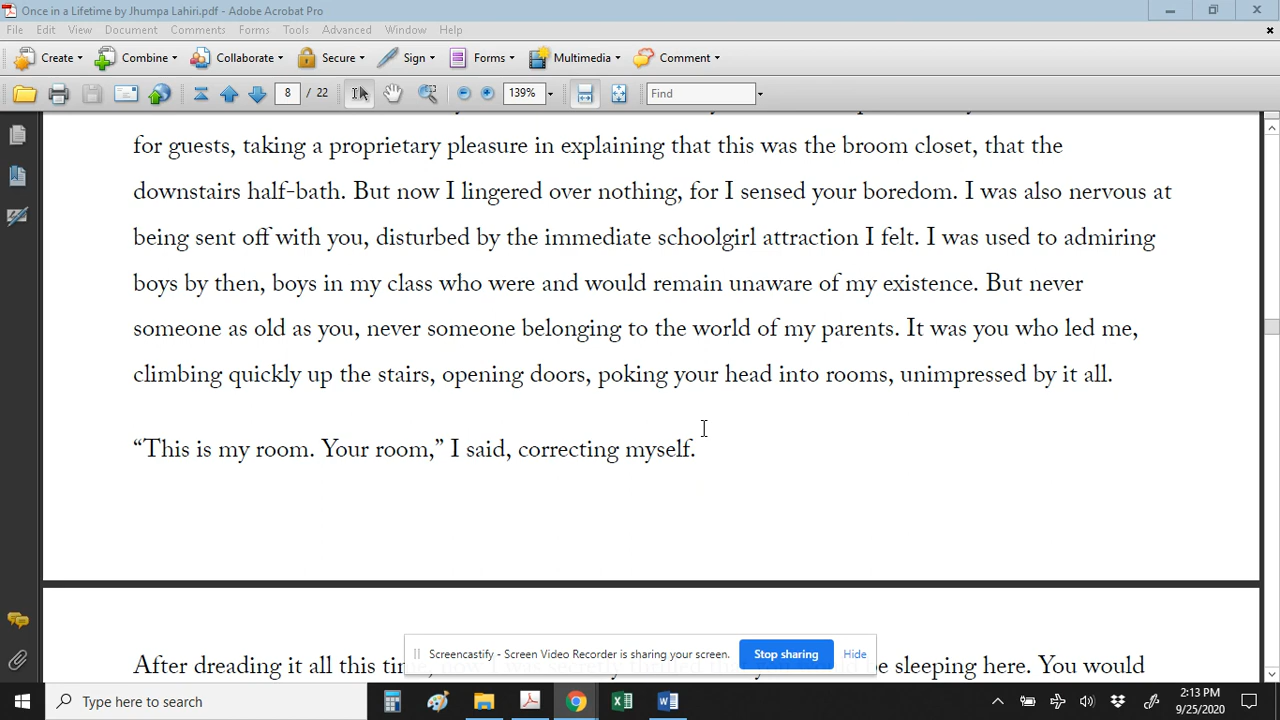 Once in a Lifetime by Jhumpa Lahiri.pdf - Adobe Acrobat Pro
File Edit View Document Comments Forms Tools Advanced Window Help
Create Combine Collaborate Secure Sign Forms Multimedia Comment
8 / 22 139% Find
for guests, taking a proprietary pleasure in explaining that this was the broom closet, that the
downstairs half-bath. But now I lingered over nothing, for I sensed your boredom. I was also nervous at
being sent off with you, disturbed by the immediate schoolgirl attraction I felt. I was used to admiring
boys by then, boys in my class who were and would remain unaware of my existence. But never
someone as old as you, never someone belonging to the world of my parents. It was you who led me,
climbing quickly up the stairs, opening doors, poking your head into rooms, unimpressed by it all.
“This is my room. Your room,” I said, correcting myself.
Screencastify - Screen Video Recorder is sharing your screen. Stop sharing Hide
After dreading it all this time, be sleeping here. You would
Type here to search
2:13 PM
9/25/2020